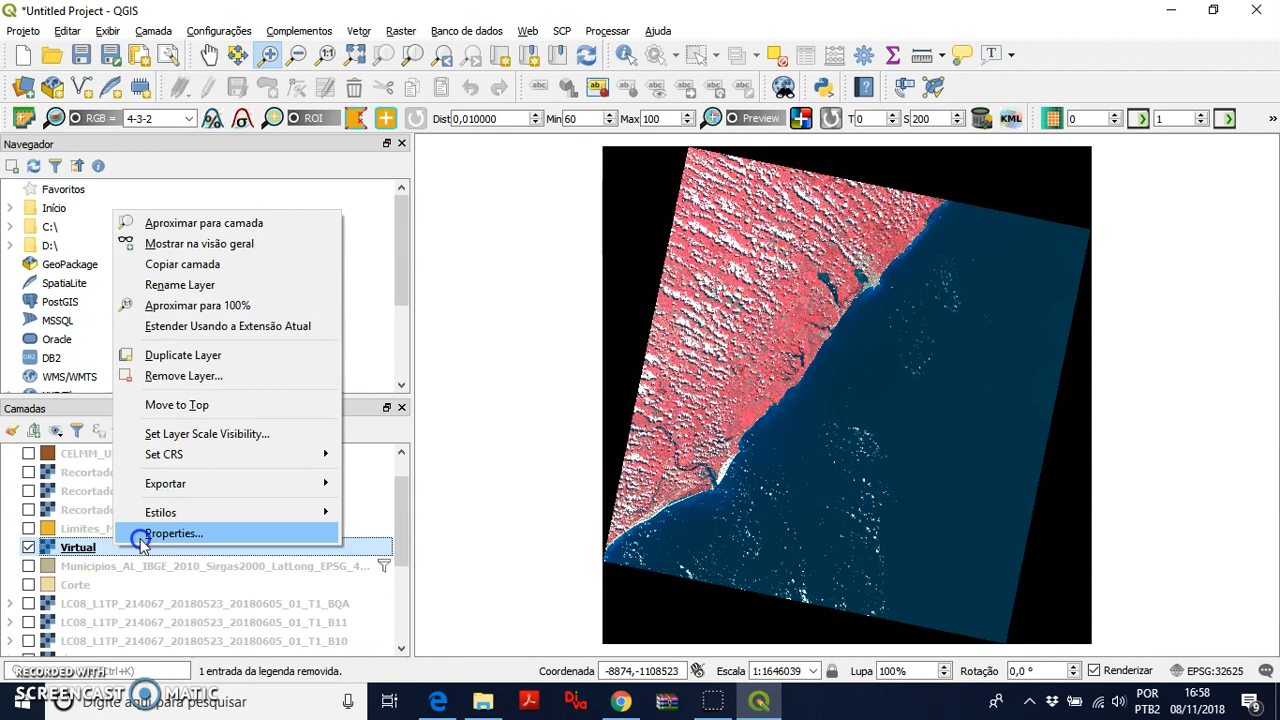 *Untitled Project - QGIS
Projeto Editar Exibir Camada Configurações Complementos Vetor Raster Banco de dados Web SCP Processar Ajuda
RGB = 4-3-2 ROI Dist 0,010000 Min 60 Max 100 Preview T 0 S 200 KML 0 1 »
Navegador
Favoritos
Início
C:\
D:\
GeoPackage
SpatiaLite
PostGIS
MSSQL
Oracle
DB2
WMS/WMTS
Aproximar para camada
Mostrar na visão geral
Copiar camada
Rename Layer
Aproximar para 100%
Estender Usando a Extensão Atual
Duplicate Layer
Remove Layer...
Move to Top
Set Layer Scale Visibility...
Set CRS
Exportar
Estilos
Properties...
Camadas
Recortado
Recortado
Recortado
Virtual
Municipios_AL_IBGE_2010_Sirgas2000_LatLong_EPSG_4...
Corte
LC08_L1TP_214067_20180523_20180605_01_T1_BQA
LC08_L1TP_214067_20180523_20180605_01_T1_B11
LC08_L1TP_214067_20180523_20180605_01_T1_B10
1 entrada da legenda removida. Coordenada -8874,-1108523 Escala 1:1646039 Lupa 100% Rotação 0,0 ° Renderizar EPSG:32625
RECORDED WITH
SCREENCAST MATIC
Digite aqui para pesquisar
POR
PTB2
16:58
08/11/2018
9